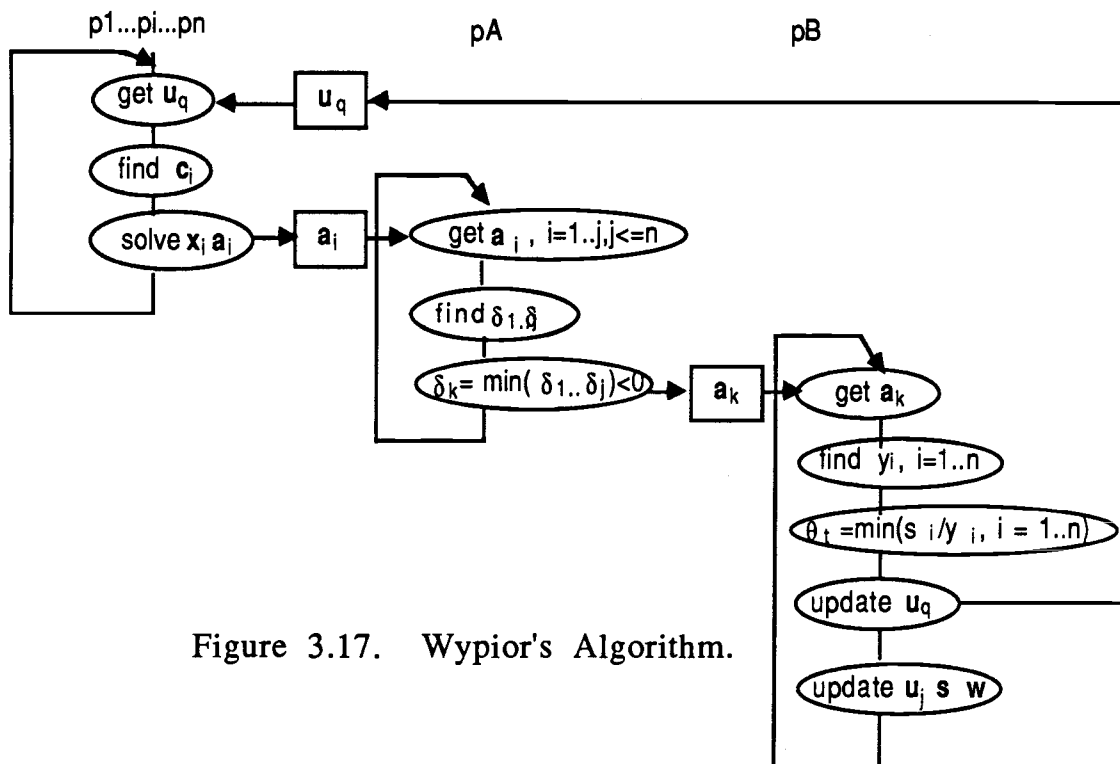 p1...pi...pn pA pB
get u_q
u_q
find c_i
solve x_i a_i
a_i
get a_i , i=1..j,j<=n
find δ_1..
δ_k= min( δ_1.. δ_j)<0
a_k
get a_k
find y_i, i=1..n
θ_t =min(s_i/y_i, i = 1..n)
update u_q
Figure 3.17. Wypior's Algorithm.
update u_j s w